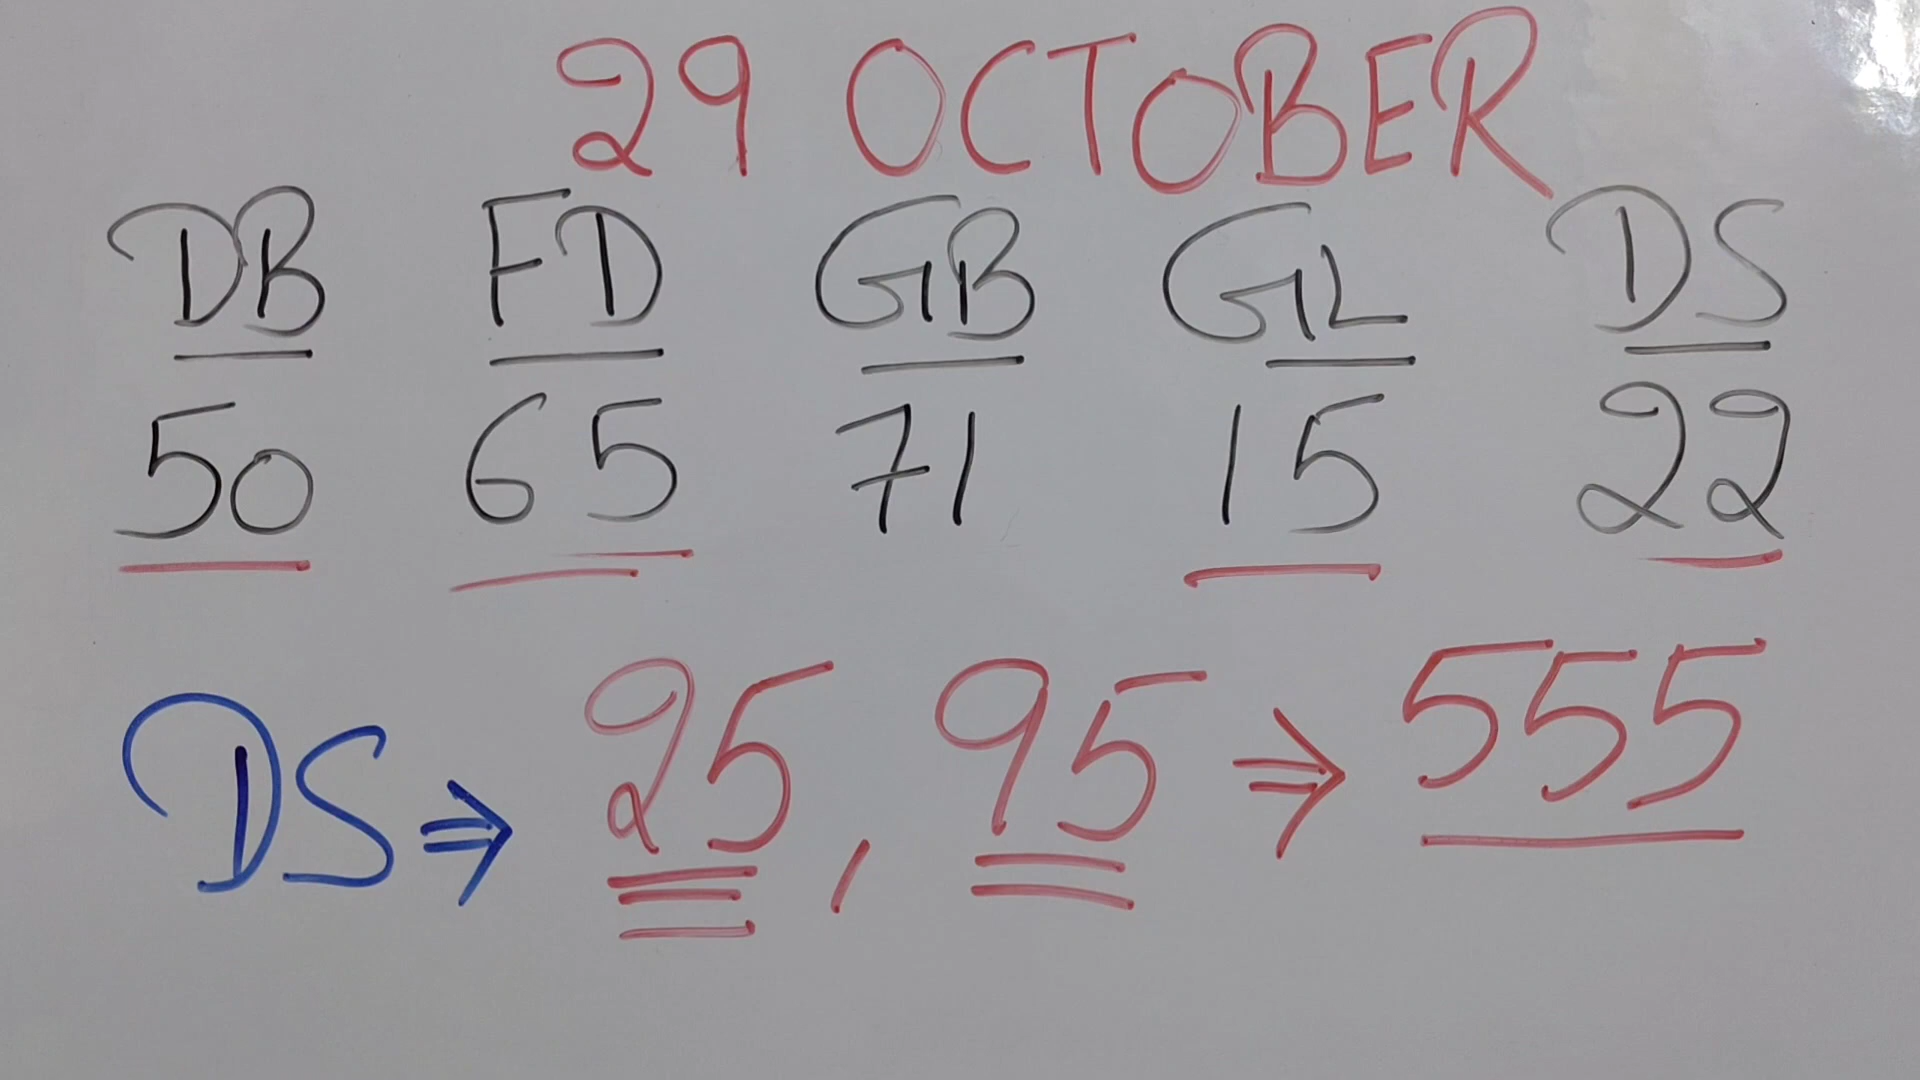 29 OCTOBER
DB FD GB GL DS
50 65 71 15 22
DS ⇒ 25, 95 ⇒ 555